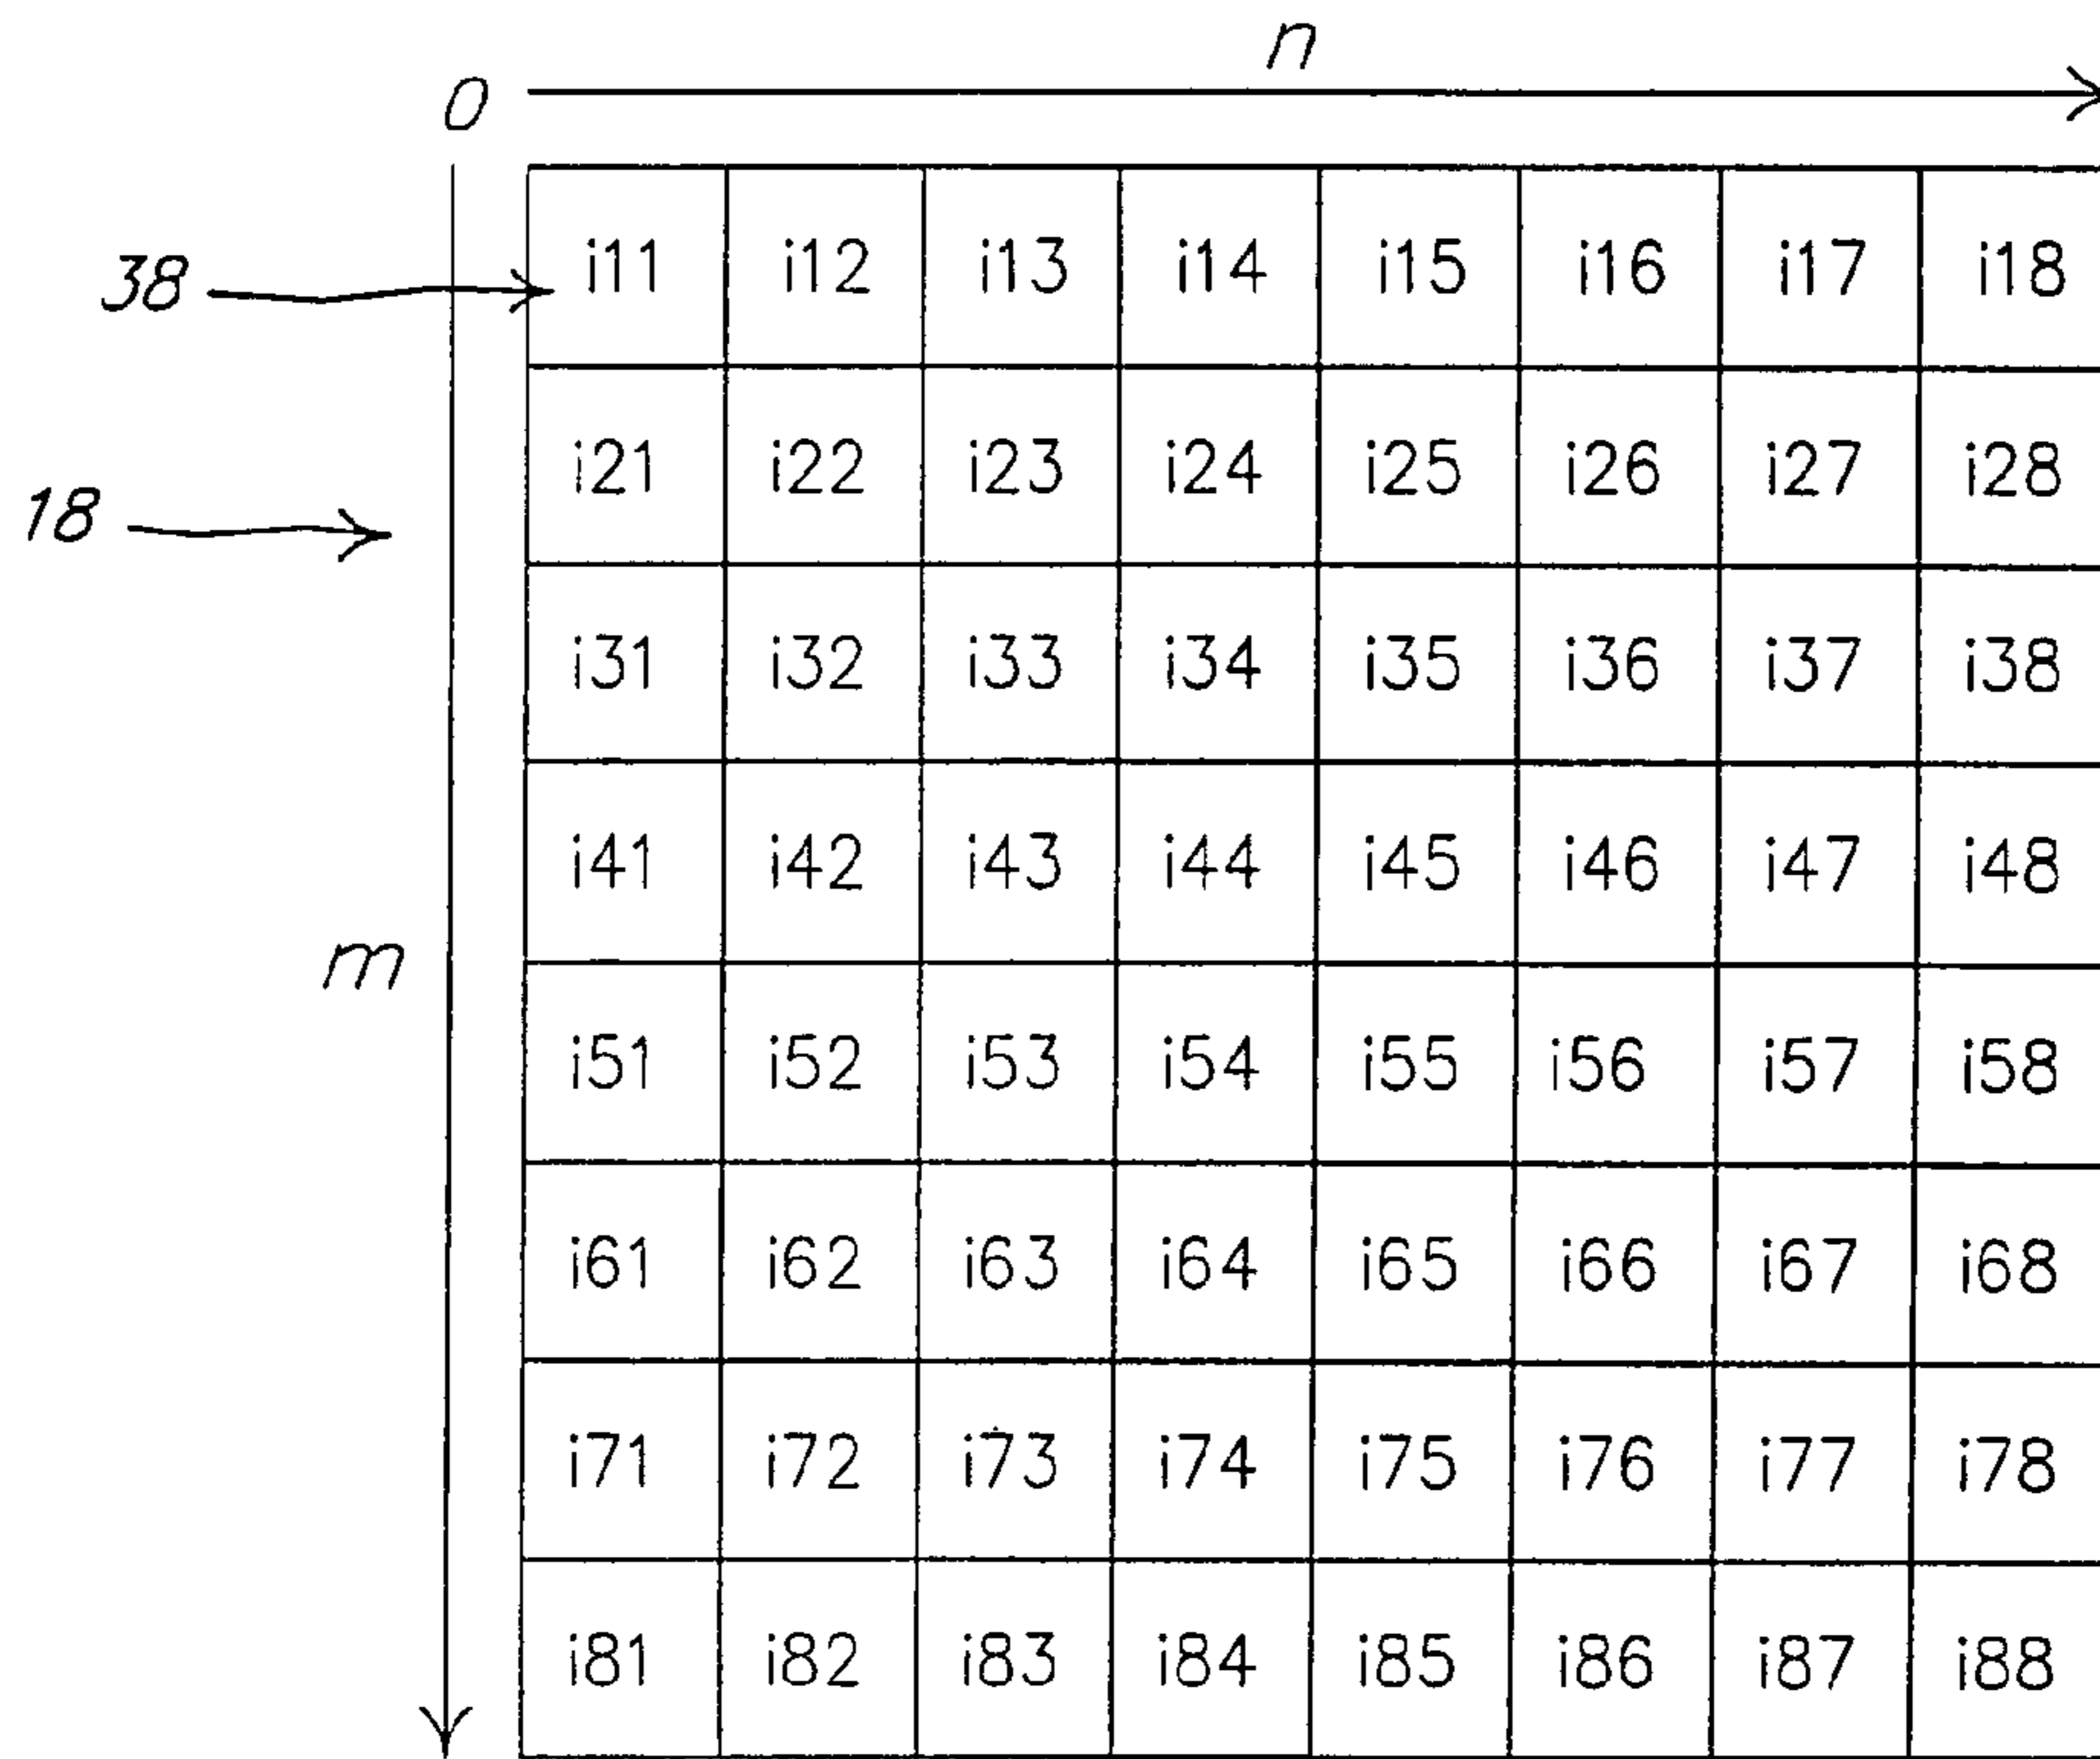 n
0
38
i11 i12 i13 i14 i15 i16 i17 i18
18
i21 i22 i23 i24 i25 i26 i27 i28
i31 i32 i33 i34 i35 i36 i37 i38
i41 i42 i43 i44 i45 i46 i47 i48
m
i51 i52 i53 i54 i55 i56 i57 i58
i61 i62 i63 i64 i65 i66 i67 i68
i71 i72 i73 i74 i75 i76 i77 i78
i81 i82 i83 i84 i85 i86 i87 i88